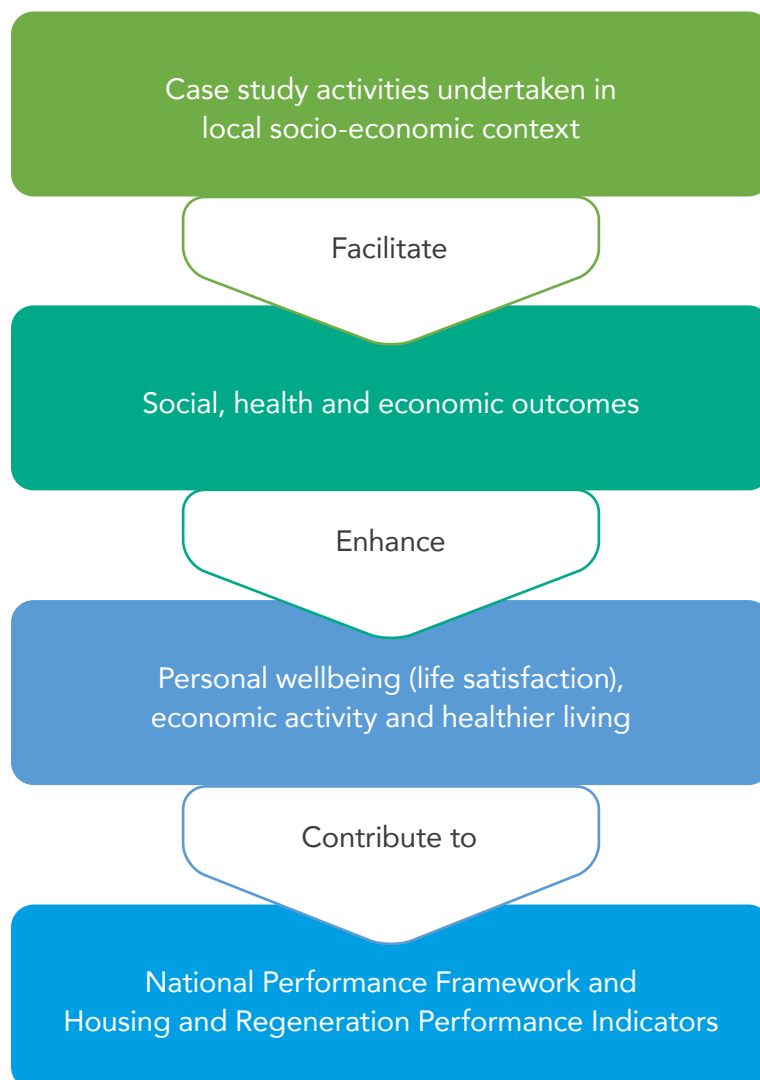 Case study activities undertaken in
local socio-economic context
Facilitate
Social, health and economic outcomes
Enhance
Personal wellbeing (life satisfaction),
economic activity and healthier living
Contribute to
National Performance Framework and
Housing and Regeneration Performance Indicators